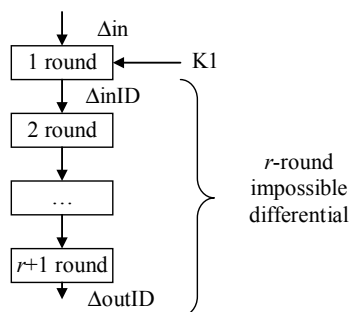 Δin
1 round
K1
ΔinID
2 round
…
r-round
impossible
differential
r+1 round
ΔoutID